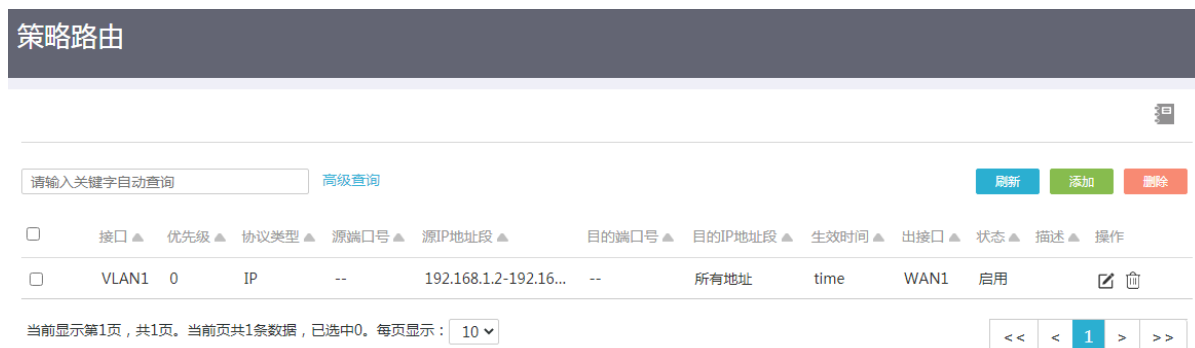 策略路由
请输入关键字自动查询 高级查询 刷新 添加 删除
接口 优先级 协议类型 源端口号 源IP地址段 目的端口号 目的IP地址段 生效时间 出接口 状态 描述 操作
VLAN1 0 IP -- 192.168.1.2-192.16... -- 所有地址 time WAN1 启用
当前显示第1页，共1页。当前页共1条数据，已选中0。每页显示： 10 << < 1 > >>